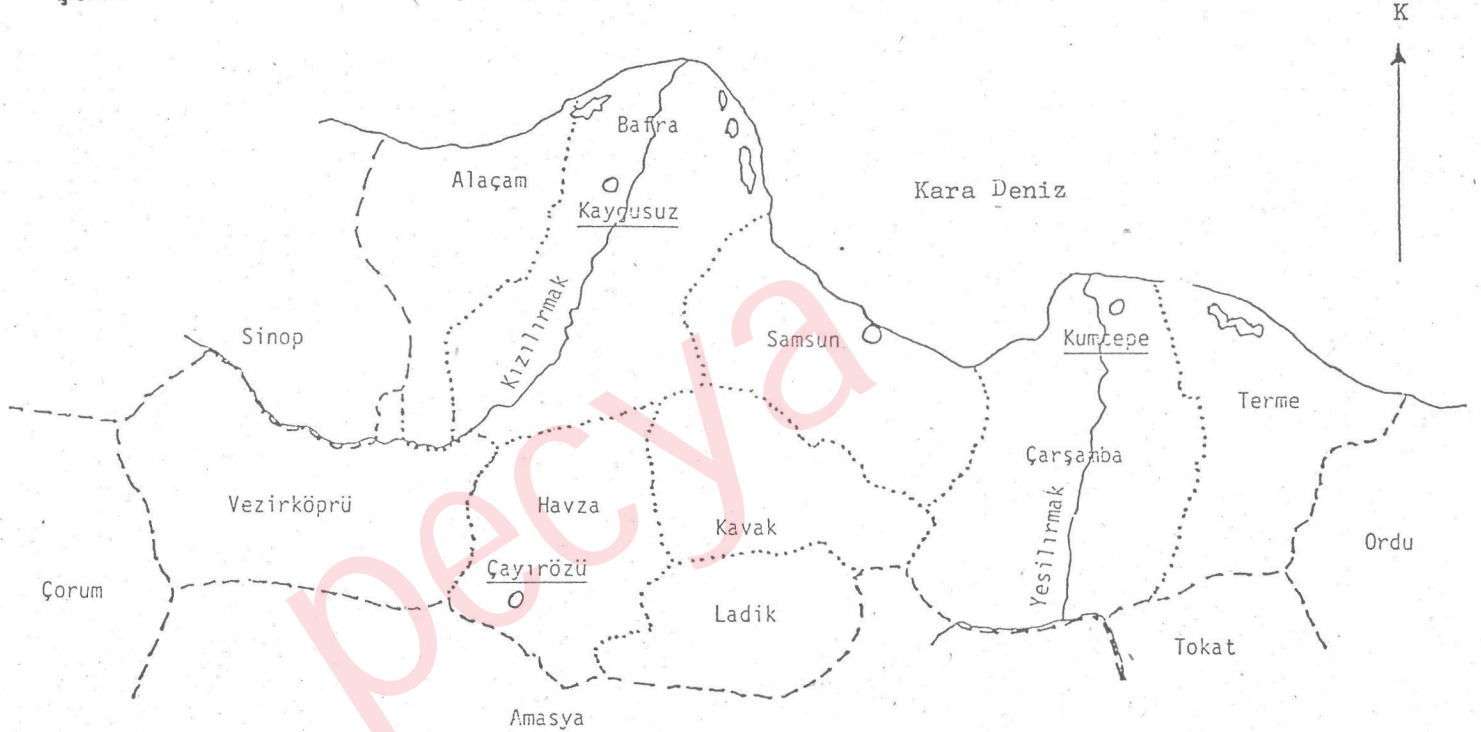 K
Bafra
Alaçam
Kaygusuz
Kara Deniz
Kızılırmak
Sinop
Samsun
Kumtepe
Terme
Çarşamba
Vezirköprü
Havza
Kavak
Yesilırmak
Ordu
Çayırözü
Çorum
Ladik
Tokat
Amasya
pecya